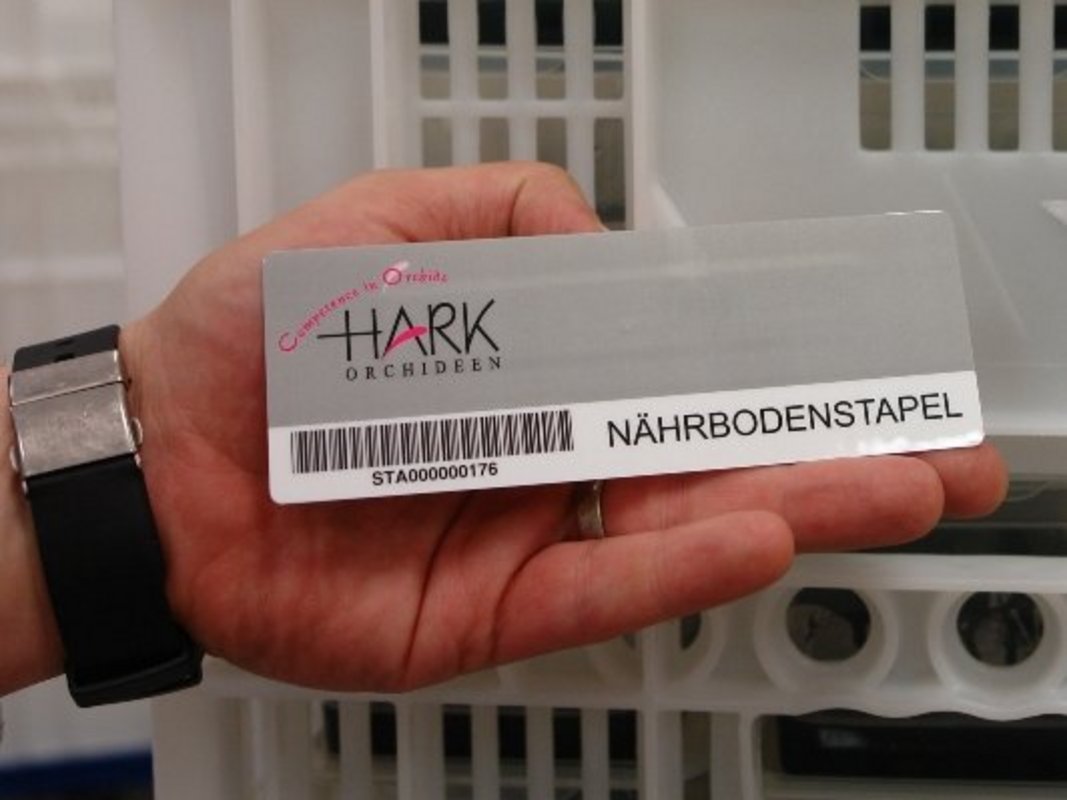 Competence in Orchids
HARK
ORCHIDEEN
STA000000176
NÄHRBODENSTAPEL